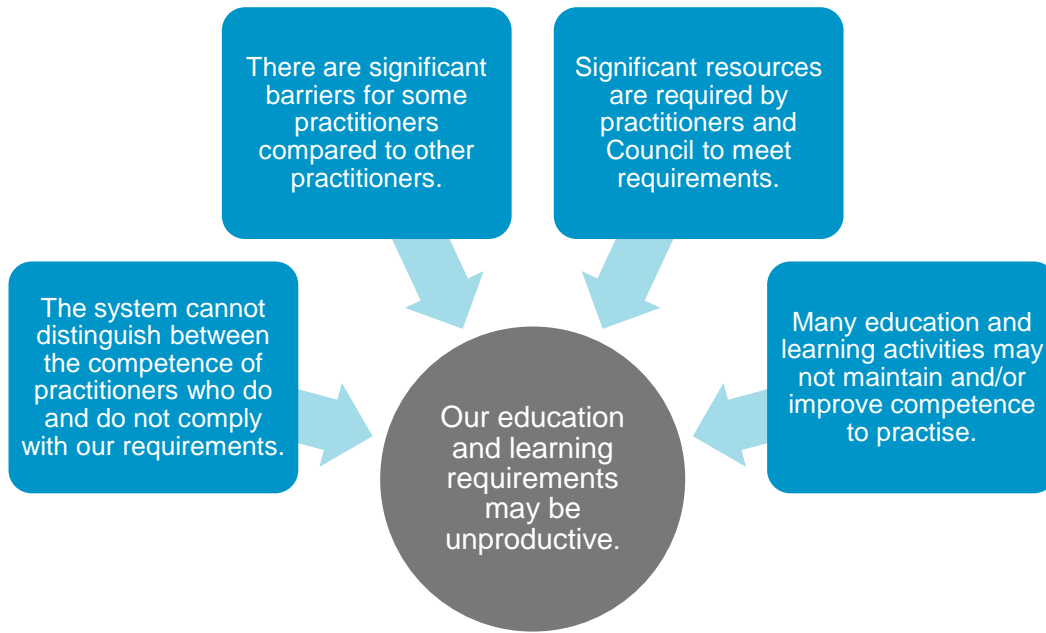 There are significant
barriers for some
practitioners
compared to other
practitioners.
Significant resources
are required by
practitioners and
Council to meet
requirements.
The system cannot
distinguish between
the competence of
practitioners who do
and do not comply
with our requirements.
Many education and
learning activities may
not maintain and/or
improve competence
to practise.
Our education
and learning
requirements
may be
unproductive.